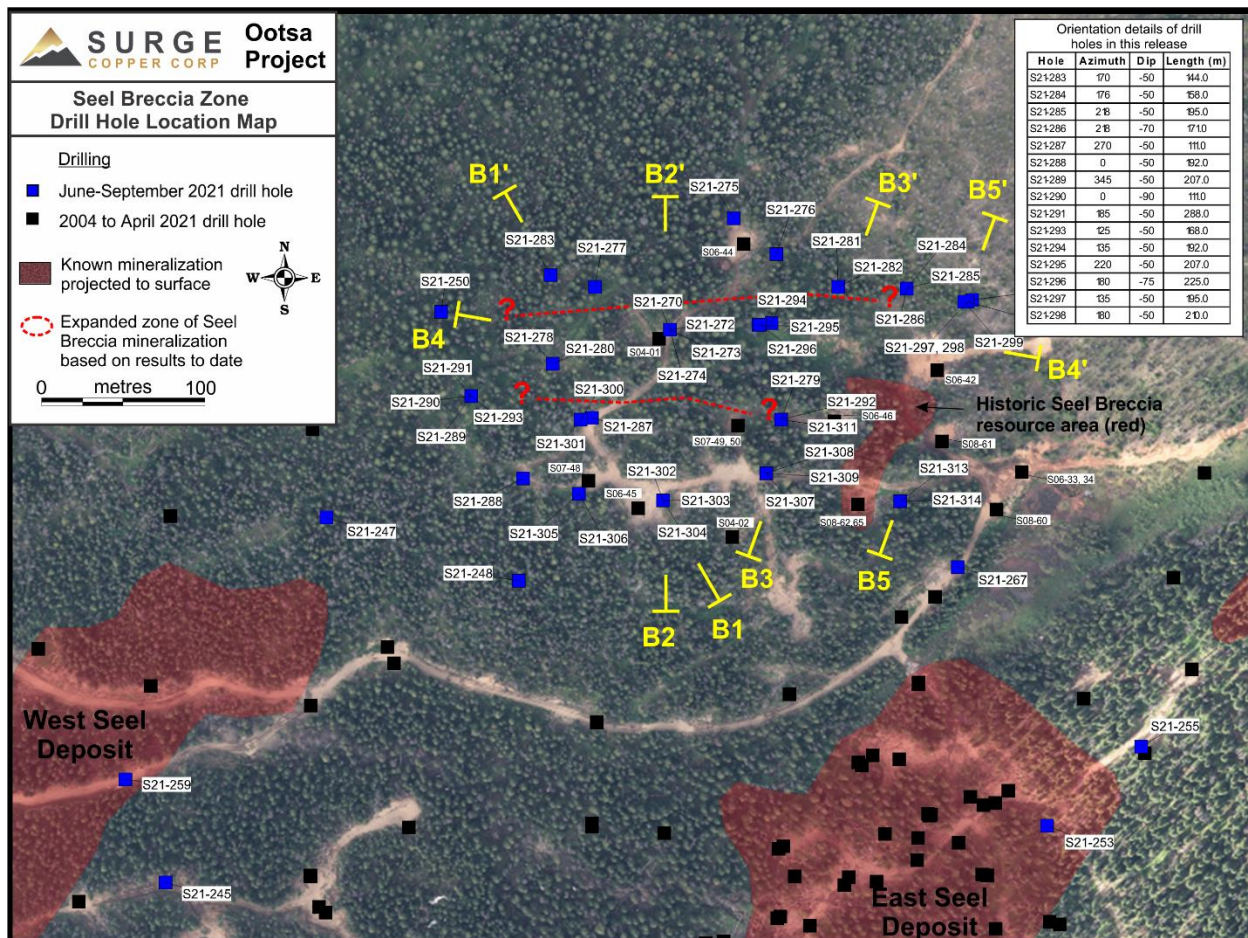 SURGE
COPPER CORP
Ootsa
Project
Seel Breccia Zone
Drill Hole Location Map
Drilling
June-September 2021 drill hole
2004 to April 2021 drill hole
Known mineralization
projected to surface
N
W E
S
Expanded zone of Seel
Breccia mineralization
based on results to date
0 metres 100
Orientation details of drill
holes in this release
Hole Azimuth Dip Length (m)
S21-283 170 -50 144.0
S21-284 176 -50 158.0
S21-285 218 -50 195.0
S21-286 218 -70 171.0
S21-287 270 -50 111.0
S21-288 0 -50 192.0
S21-289 345 -50 207.0
S21-290 0 -90 111.0
S21-291 185 -50 288.0
S21-293 125 -50 168.0
S21-294 135 -50 192.0
S21-295 220 -50 207.0
S21-296 180 -75 225.0
S21-297 135 -50 195.0
S21-298 180 -50 210.0
B1'
B2'
B3'
B5'
S21-275
S21-276
S21-283
S21-277
S06-44
S21-281
S21-284
S21-282
S21-285
S21-250
B4
?
S21-270
S21-294
?
S21-286
S21-272
S21-295
S21-278
S21-280
S04-01
S21-273
S21-296
S21-297, 298
S21-299
B4'
S21-291
S21-274
S21-279
S06-42
S21-290
?
S21-300
?
S21-292
S06-46
Historic Seel Breccia
resource area (red)
S21-293
S21-287
S07-49, 50
S21-311
S21-289
S21-301
S21-308
S08-61
S07-48
S21-302
S21-309
S21-313
S06-33, 34
S21-288
S06-45
S21-303
S21-307
S21-314
S08-62,65
S08-60
S21-247
S21-305
S21-306
S21-304
S04-02
S21-248
B3
B5
S21-267
B2
B1
West Seel
Deposit
S21-255
S21-259
S21-253
S21-245
East Seel
Deposit